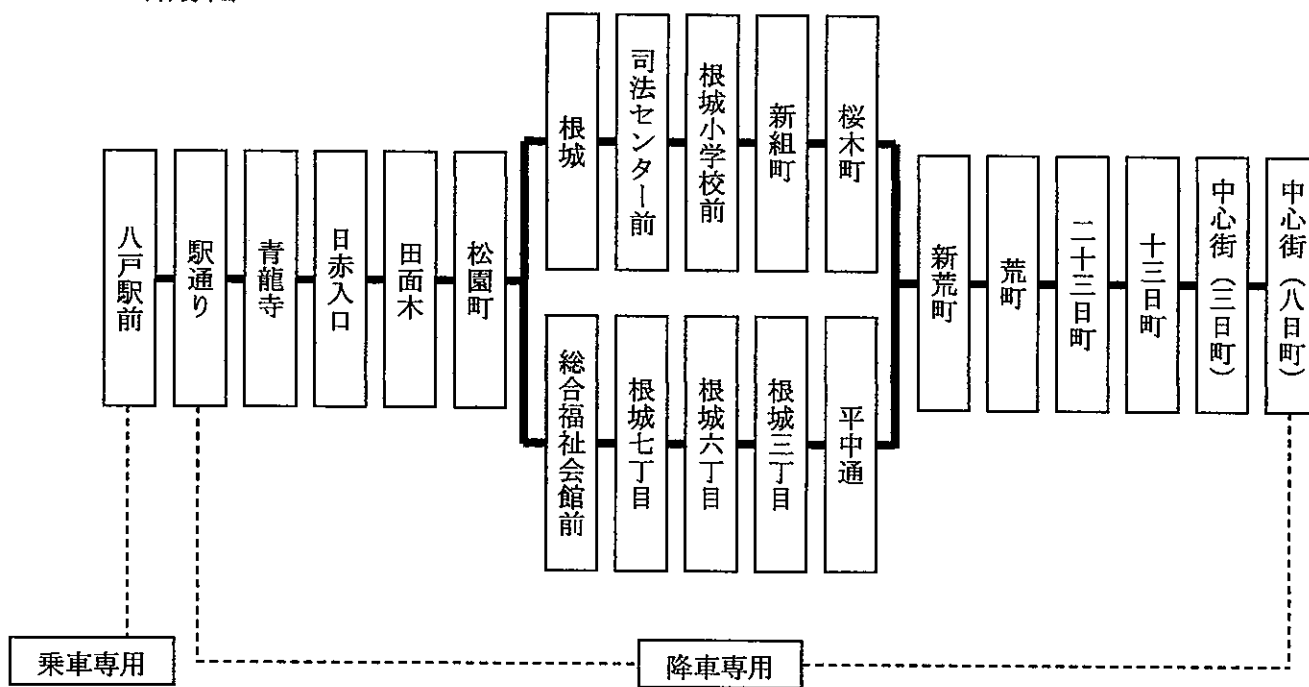 八戸駅前
駅通り
青龍寺
日赤入口
田面木
松園町
根城
司法センター前
根城小学校前
新組町
桜木町
総合福祉会館前
根城七丁目
根城六丁目
根城三丁目
平中通
新荒町
荒町
二十三日町
十三日町
中心街（三日町）
中心街（八日町）
乗車専用
降車専用